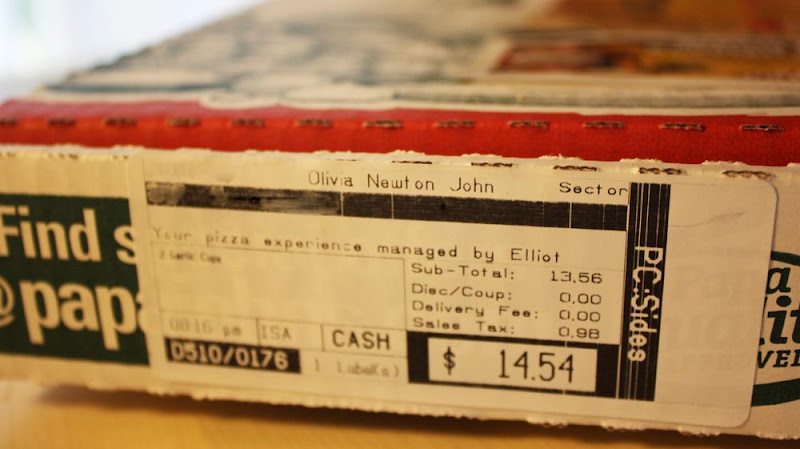 Olivia Newton John Sector
Your pizza experience managed by Elliot
2 Garlic Cups
Sub-Total: 13.56
Disc/Coup: 0.00
Delivery Fee: 0.00
Sales Tax: 0.98
$ 14.54
08:16 pm ISA CASH
0510/0176 1 Label(s)
PC:Sides
Find s
@papa